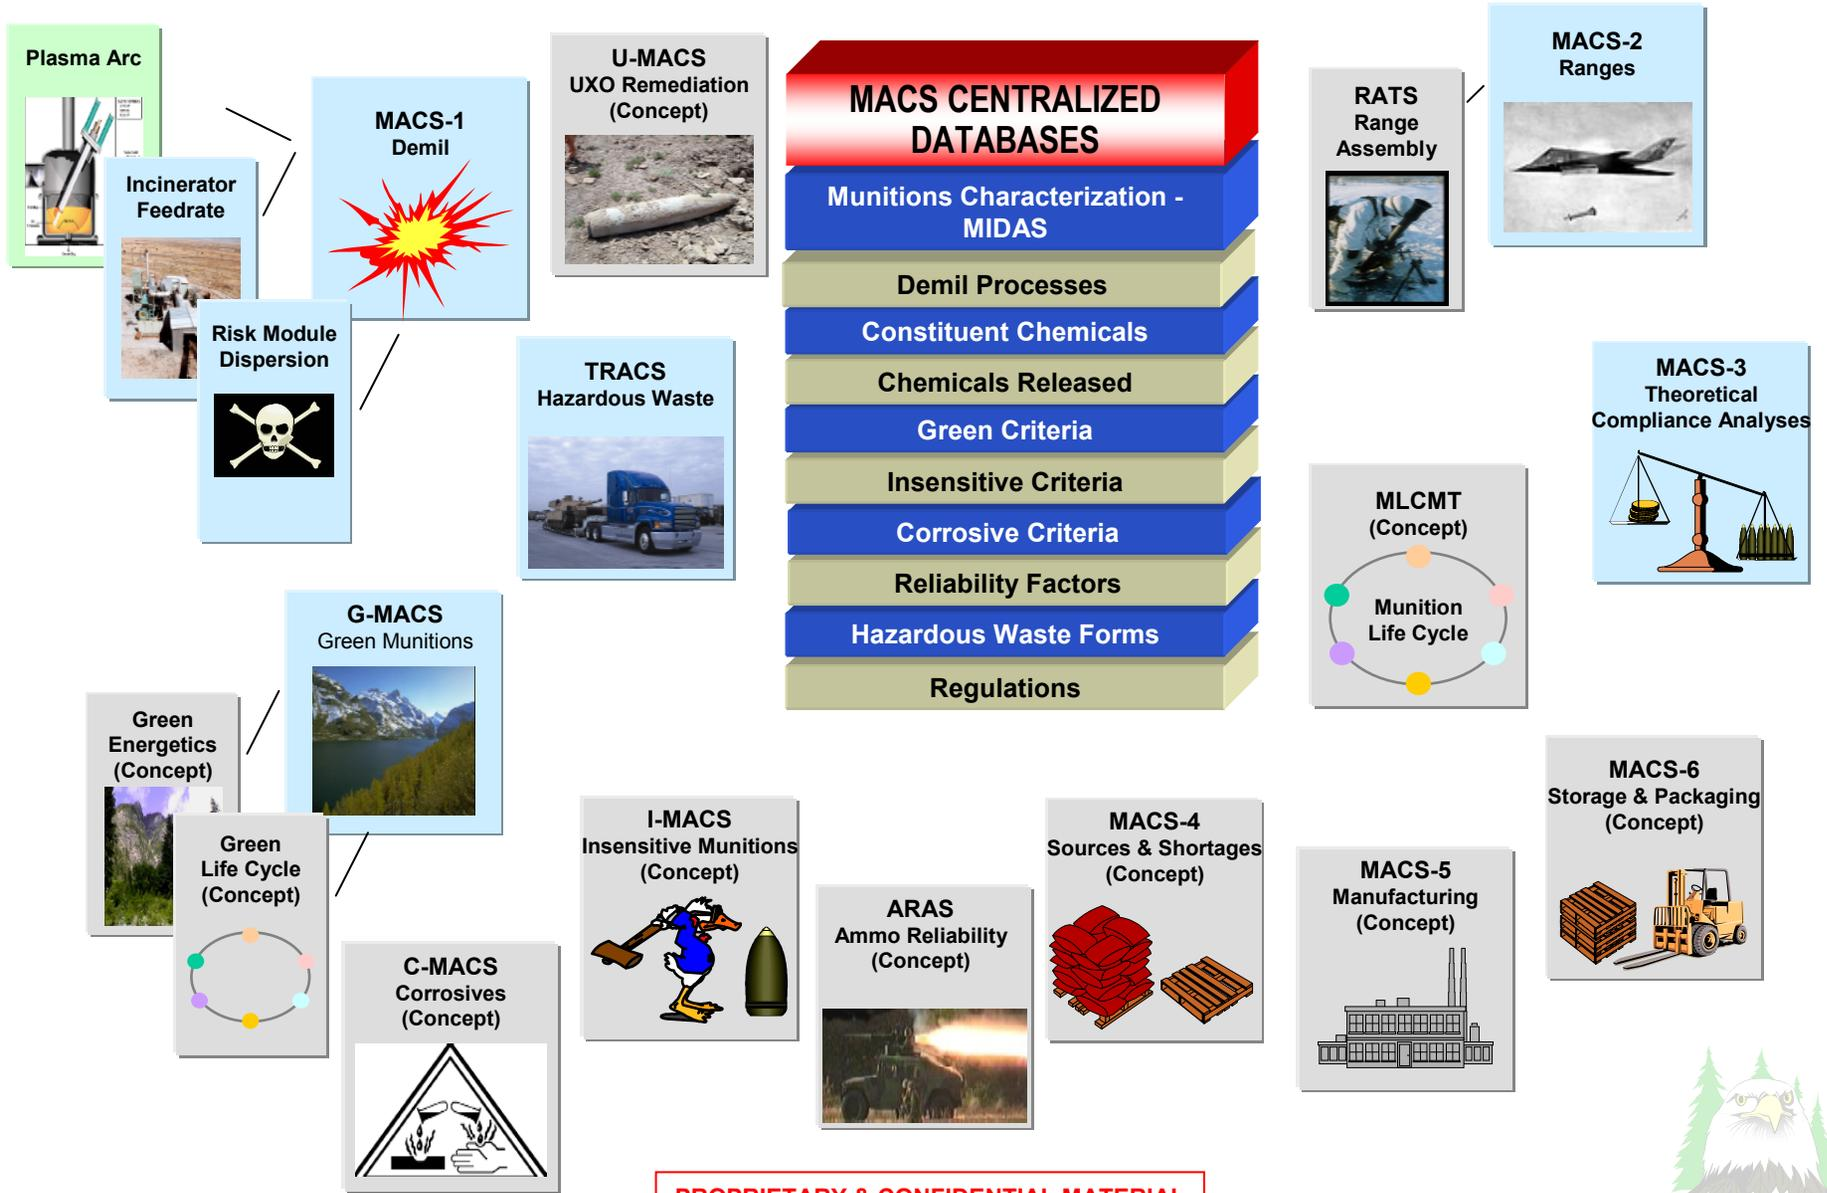 Plasma Arc
Incinerator
Feedrate
Risk Module
Dispersion
MACS-1
Demil
U-MACS
UXO Remediation
(Concept)
TRACS
Hazardous Waste
MACS CENTRALIZED
DATABASES
Munitions Characterization -
MIDAS
Demil Processes
Constituent Chemicals
Chemicals Released
Green Criteria
Insensitive Criteria
Corrosive Criteria
Reliability Factors
Hazardous Waste Forms
Regulations
RATS
Range
Assembly
MACS-2
Ranges
MACS-3
Theoretical
Compliance Analyses
MLCMT
(Concept)
Munition
Life Cycle
G-MACS
Green Munitions
Green
Energetics
(Concept)
Green
Life Cycle
(Concept)
C-MACS
Corrosives
(Concept)
I-MACS
Insensitive Munitions
(Concept)
ARAS
Ammo Reliability
(Concept)
MACS-4
Sources & Shortages
(Concept)
MACS-5
Manufacturing
(Concept)
MACS-6
Storage & Packaging
(Concept)
PROPRIETARY & CONFIDENTIAL MATERIAL